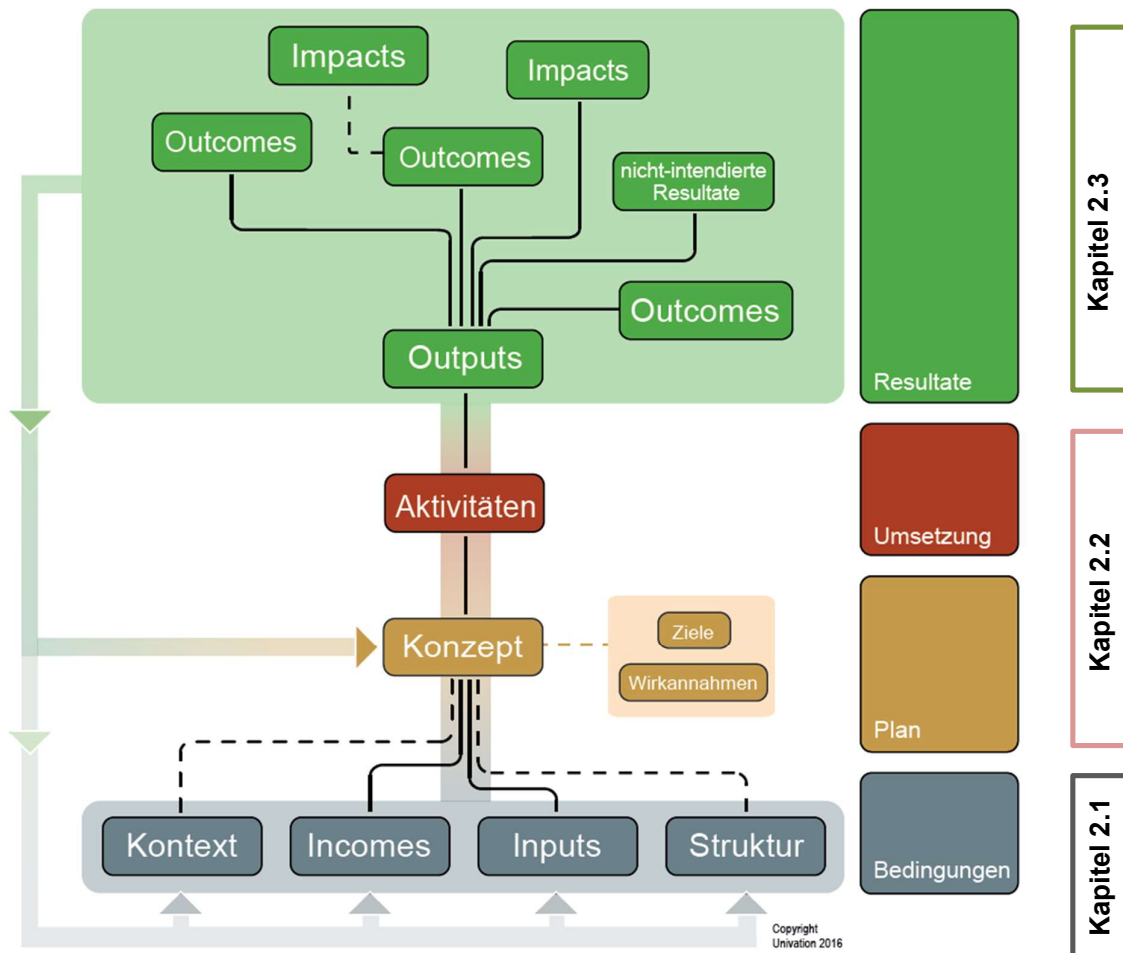 Impacts
Impacts
Outcomes
Outcomes
nicht-intendierte
Resultate
Outcomes
Outputs
Resultate
Kapitel 2.3
Aktivitäten
Umsetzung
Konzept
Ziele
Wirkannahmen
Plan
Kapitel 2.2
Kontext
Incomes
Inputs
Struktur
Bedingungen
Kapitel 2.1
Copyright
Univation 2016